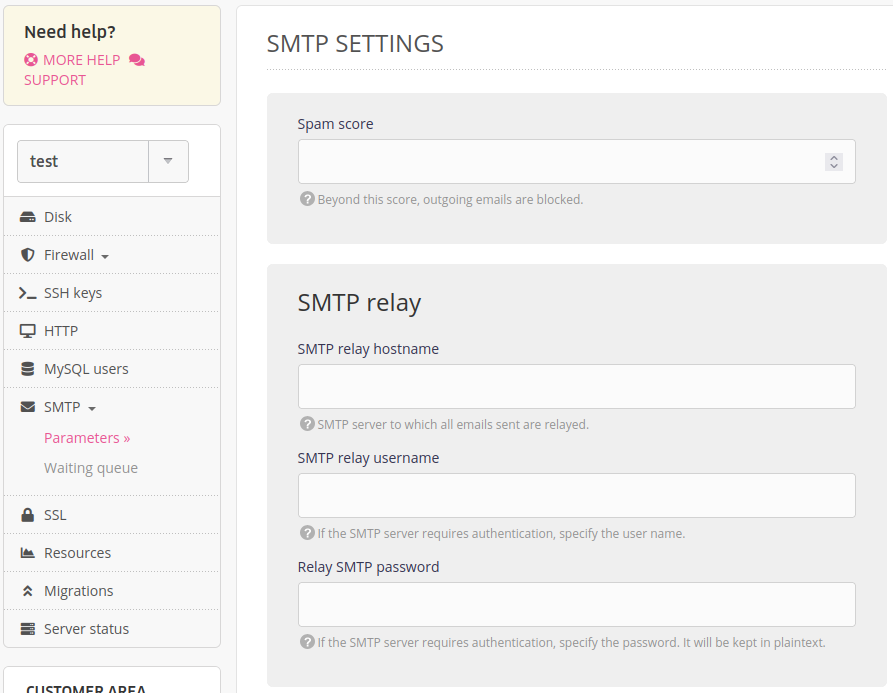 Need help?
MORE HELP
SUPPORT
test
Disk
Firewall
SSH keys
HTTP
MySQL users
SMTP
Parameters »
Waiting queue
SSL
Resources
Migrations
Server status
CUSTOMER AREA
SMTP SETTINGS
Spam score
Beyond this score, outgoing emails are blocked.
SMTP relay
SMTP relay hostname
SMTP server to which all emails sent are relayed.
SMTP relay username
If the SMTP server requires authentication, specify the user name.
Relay SMTP password
If the SMTP server requires authentication, specify the password. It will be kept in plaintext.